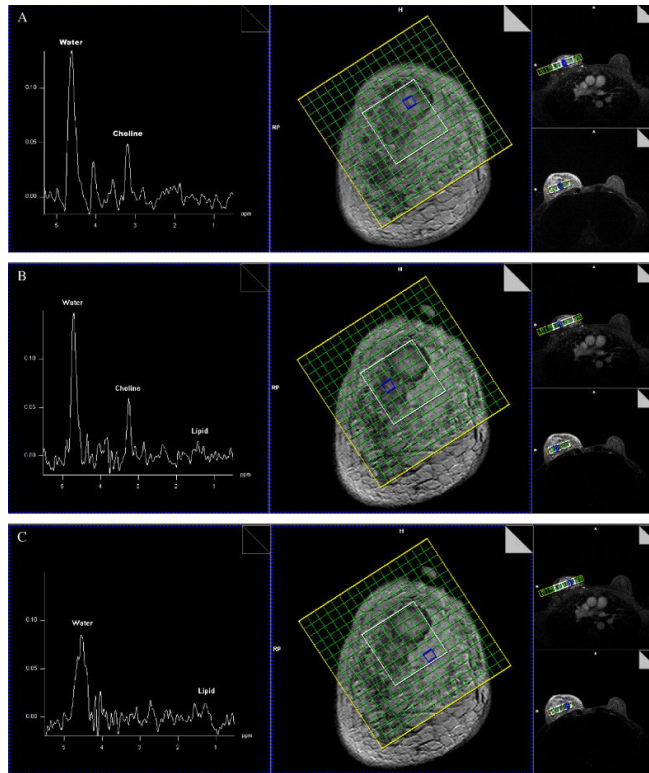 A
Water
Choline
0.10
0.05
0.00
5 4 3 2 1
ppm
H
RP
B
Water
Choline
Lipid
0.10
0.05
0.00
5 4 3 2 1
ppm
RP
C
Water
Lipid
0.10
0.05
0.00
5 4 3 2 1
ppm
H
RP